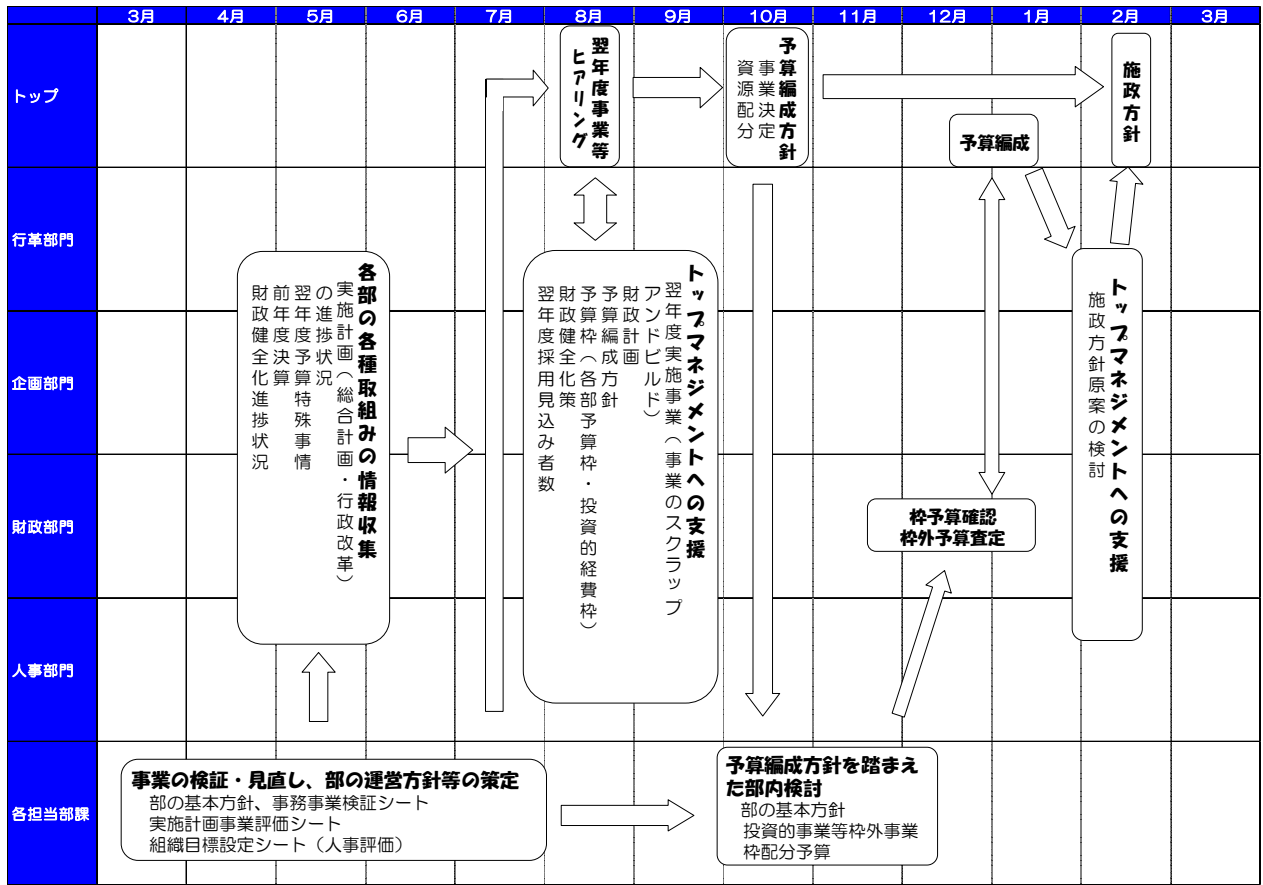 3月
4月
5月
6月
7月
8月
9月
10月
11月
12月
1月
2月
3月
トップ
翌年度事業等
ヒアリング
予算編成方針
事業決定
資源配分
予算編成
施政方針
行革部門
企画部門
財政部門
人事部門
各部の各種取組みの情報収集
実施計画（総合計画・行政改革）
の進捗状況
翌年度予算特殊事情
前年度決算
財政健全化進捗状況
トップマネジメントへの支援
翌年度実施事業（事業のスクラップ
アンドビルド）
財政計画
予算編成方針
予算枠（各部予算枠・投資的経費枠）
財政健全化策
翌年度採用見込み者数
枠予算確認
枠外予算査定
トップマネジメントへの支援
施政方針原案の検討
各担当部課
事業の検証・見直し、部の運営方針等の策定
部の基本方針、事務事業検証シート
実施計画事業評価シート
組織目標設定シート（人事評価）
予算編成方針を踏まえ
た部内検討
部の基本方針
投資的事業等枠外事業
枠配分予算